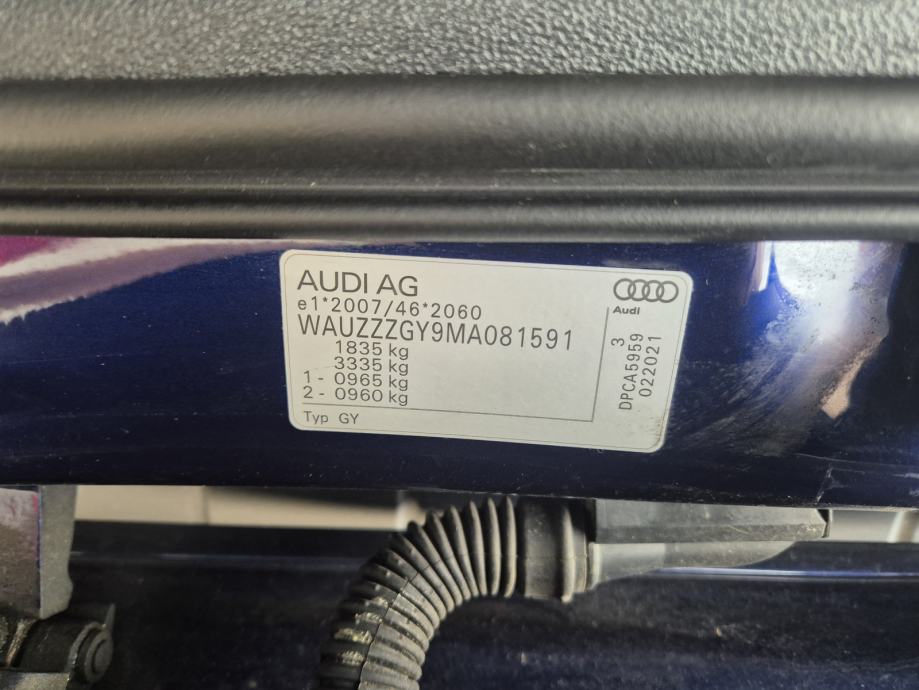 AUDI AG
e1*2007/46*2060
WAUZZZGY9MA081591
1835 kg
3335 kg
1 - 0965 kg
2 - 0960 kg
Typ GY
Audi
3
DPCA5959
022021